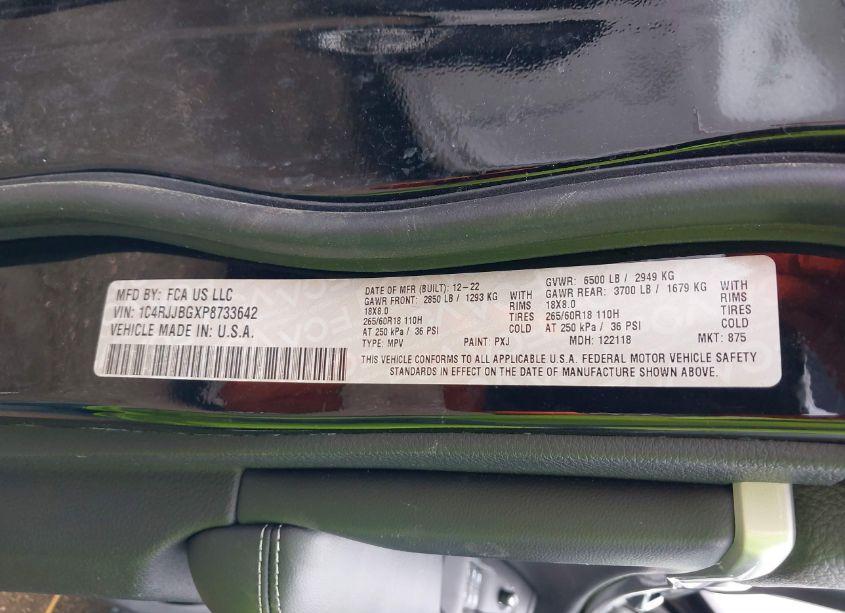 MFD BY: FCA US LLC
VIN: 1C4RJJBGXP8733642
VEHICLE MADE IN: U.S.A.
DATE OF MFR (BUILT): 12-22
GAWR FRONT: 2850 LB / 1293 KG WITH
18X8.0 RIMS
265/60R18 110H TIRES
AT 250 kPa / 36 PSI COLD
TYPE: MPV PAINT: PXJ
GVWR: 6500 LB / 2949 KG
GAWR REAR: 3700 LB / 1679 KG WITH
18X8.0 RIMS
265/60R18 110H TIRES
AT 250 kPa / 36 PSI COLD
MDH: 122118 MKT: 875
THIS VEHICLE CONFORMS TO ALL APPLICABLE U.S.A. FEDERAL MOTOR VEHICLE SAFETY
STANDARDS IN EFFECT ON THE DATE OF MANUFACTURE SHOWN ABOVE.